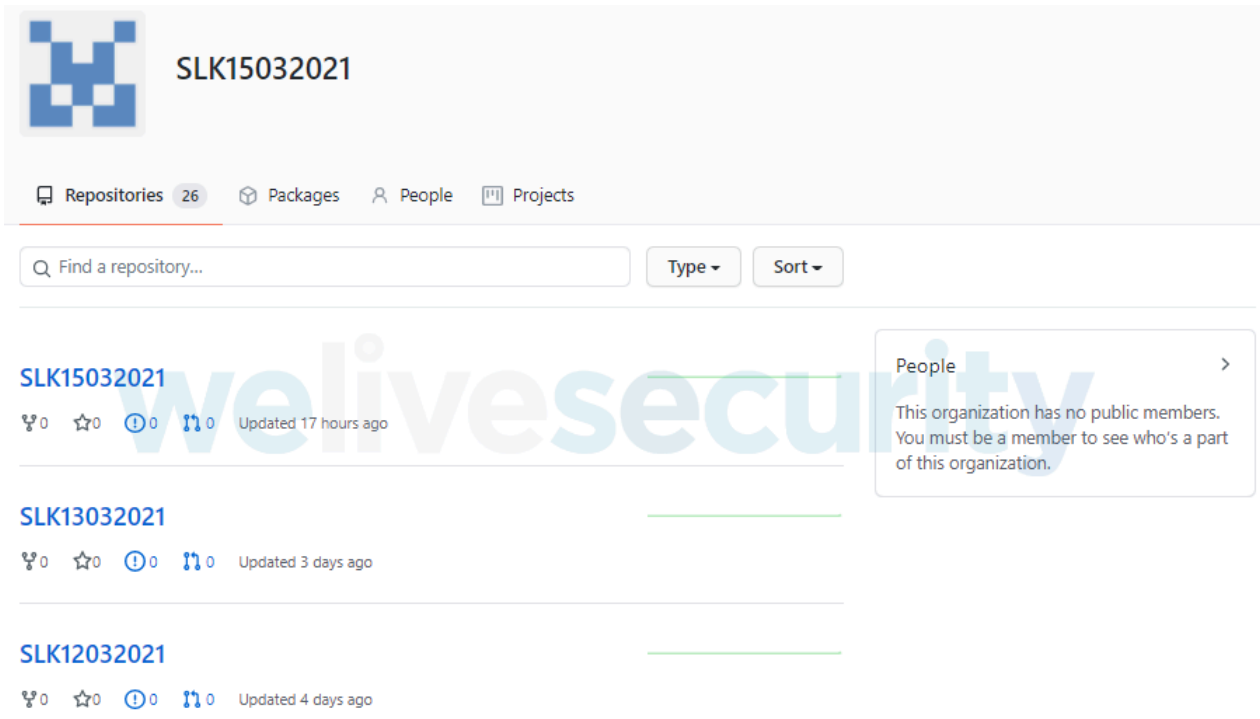 SLK15032021
Repositories 26 Packages People Projects
Find a repository... Type Sort
SLK15032021
0 0 0 0 Updated 17 hours ago
SLK13032021
0 0 0 0 Updated 3 days ago
SLK12032021
0 0 0 0 Updated 4 days ago
People
This organization has no public members.
You must be a member to see who's a part
of this organization.
welivesecurity